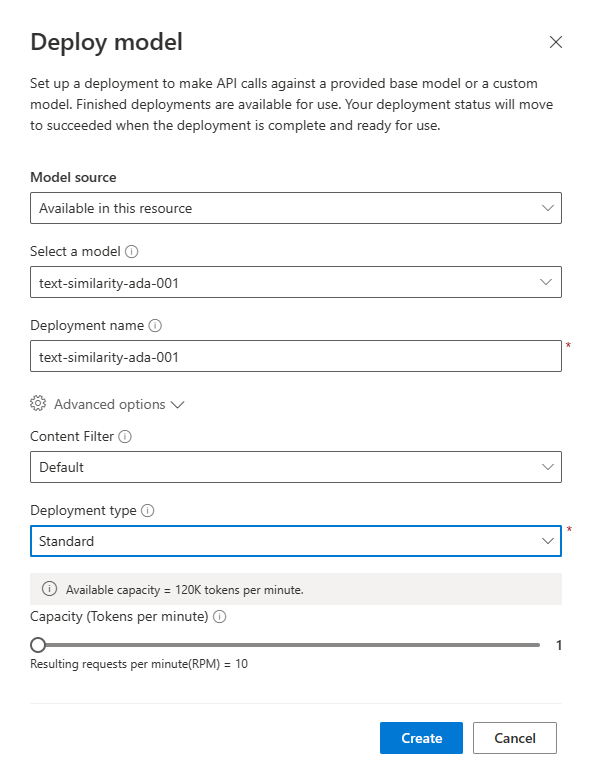 Deploy model
Set up a deployment to make API calls against a provided base model or a custom
model. Finished deployments are available for use. Your deployment status will move
to succeeded when the deployment is complete and ready for use.
Model source
Available in this resource
Select a model
text-similarity-ada-001
Deployment name
text-similarity-ada-001
*
Advanced options
Content Filter
Default
Deployment type
Standard
*
Available capacity = 120K tokens per minute.
Capacity (Tokens per minute)
1
Resulting requests per minute(RPM) = 10
Create Cancel